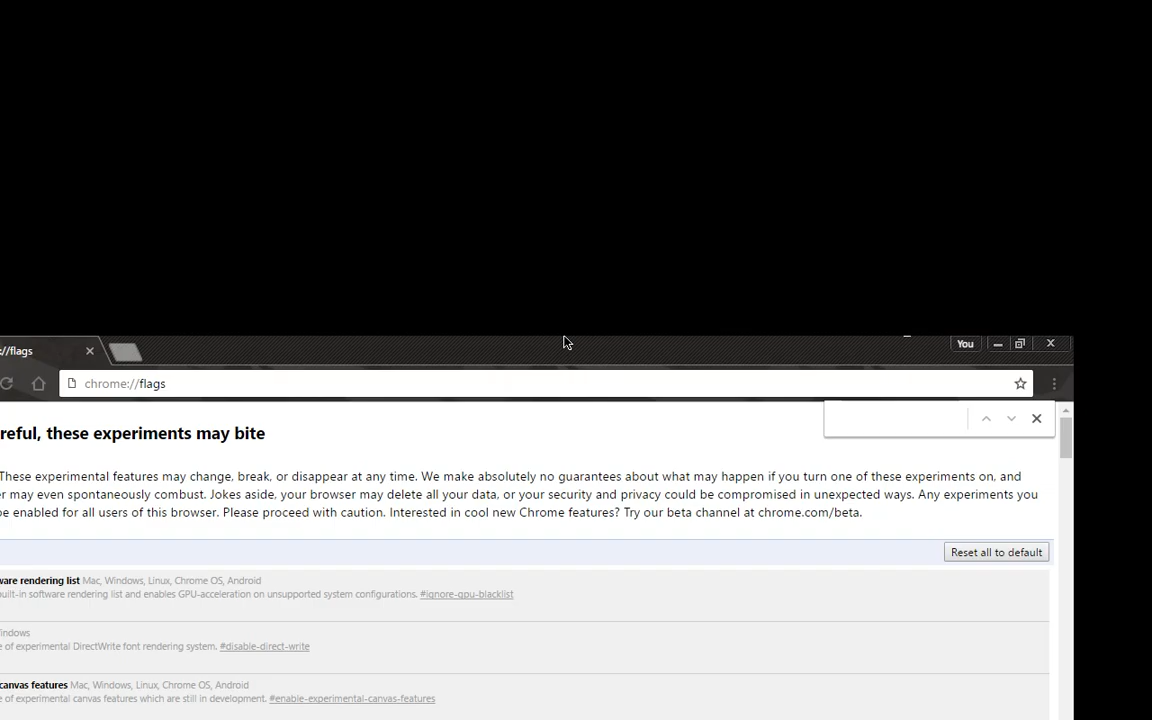 ://flags
You
chrome://flags
reful, these experiments may bite
These experimental features may change, break, or disappear at any time. We make absolutely no guarantees about what may happen if you turn one of these experiments on, and
r may even spontaneously combust. Jokes aside, your browser may delete all your data, or your security and privacy could be compromised in unexpected ways. Any experiments you
be enabled for all users of this browser. Please proceed with caution. Interested in cool new Chrome features? Try our beta channel at chrome.com/beta.
Reset all to default
ware rendering list Mac, Windows, Linux, Chrome OS, Android
uilt-in software rendering list and enables GPU-acceleration on unsupported system configurations. #ignore-gpu-blacklist
indows
e of experimental DirectWrite font rendering system. #disable-direct-write
canvas features Mac, Windows, Linux, Chrome OS, Android
e of experimental canvas features which are still in development. #enable-experimental-canvas-features